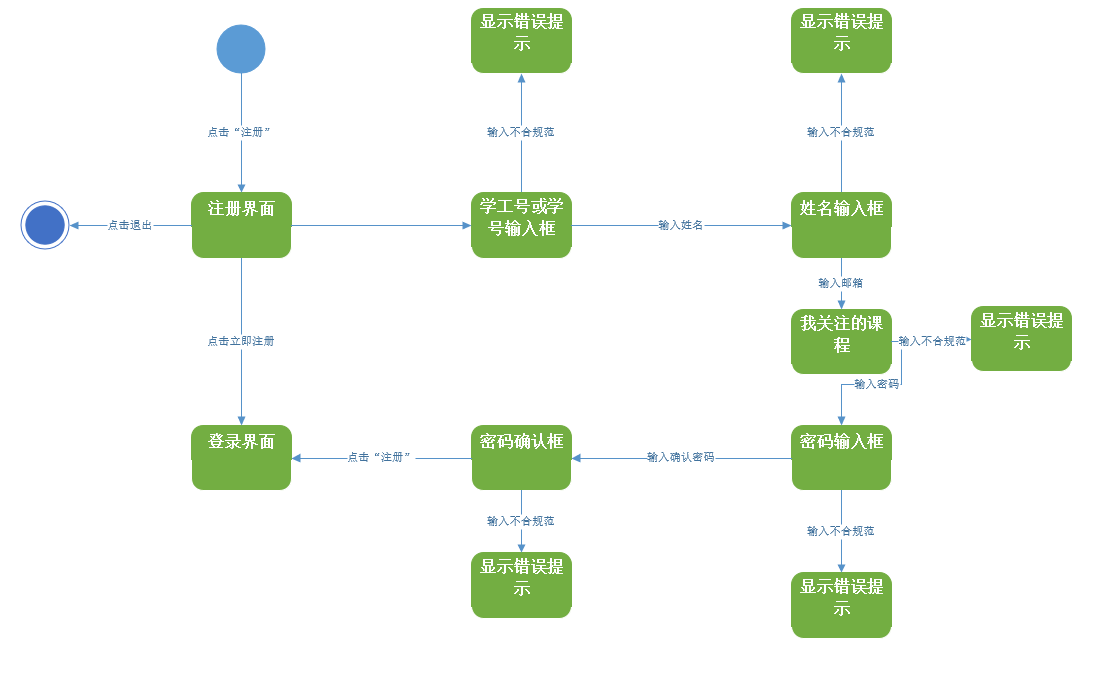 显示错误提
示
显示错误提
示
点击“注册”
输入不合规范
输入不合规范
注册界面
学工号或学
号输入框
姓名输入框
点击退出
输入姓名
输入邮箱
我关注的课
程
显示错误提
示
点击立即注册
输入不合规范
输入密码
登录界面
密码确认框
密码输入框
点击“注册”
输入确认密码
输入不合规范
输入不合规范
显示错误提
示
显示错误提
示